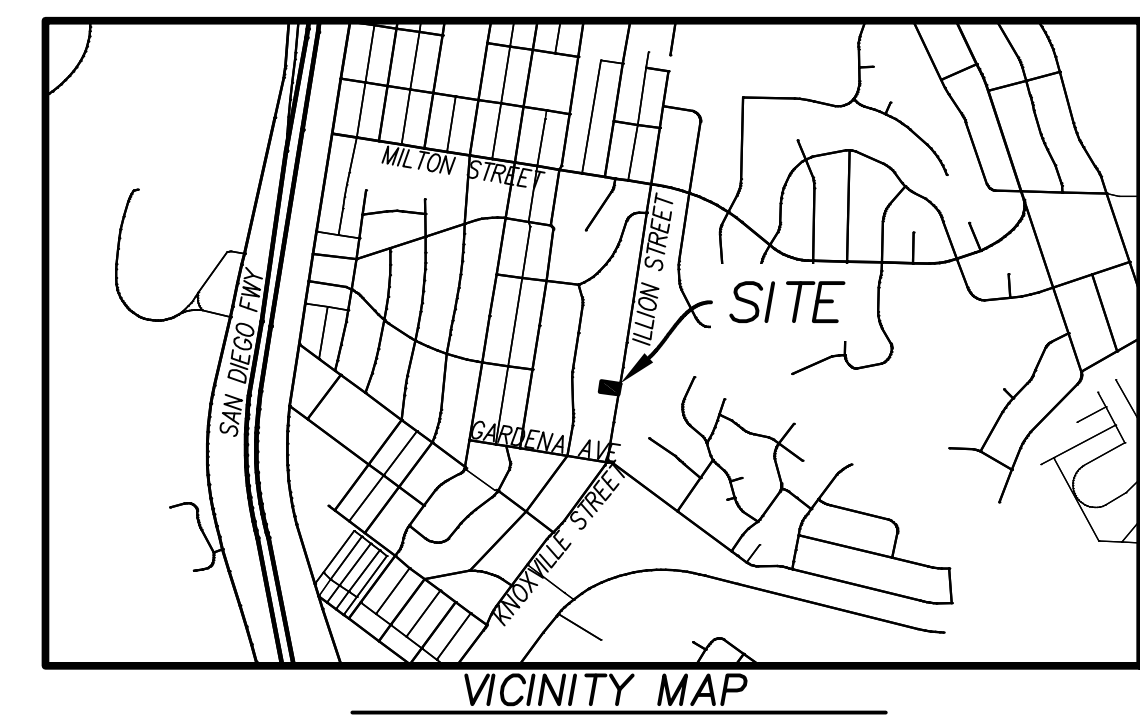 MILTON STREET
ILLION STREET
SITE
SAN DIEGO FWY
GARDENA AVE
KNOXVILLE STREET
VICINITY MAP